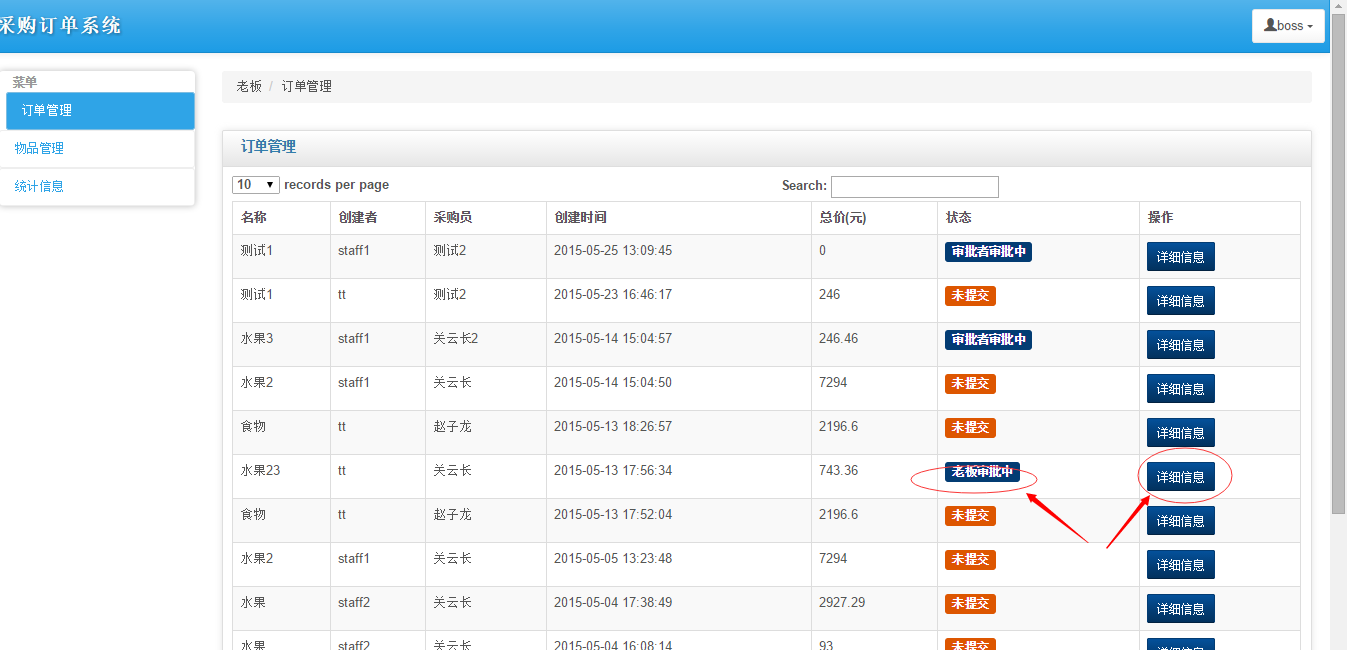 采购订单系统
boss
菜单
订单管理
物品管理
统计信息
老板 / 订单管理
订单管理
10 records per page Search:
名称 创建者 采购员 创建时间 总价(元) 状态 操作
测试1 staff1 测试2 2015-05-25 13:09:45 0 审批者审批中 详细信息
测试1 tt 测试2 2015-05-23 16:46:17 246 未提交 详细信息
水果3 staff1 关云长2 2015-05-14 15:04:57 246.46 审批者审批中 详细信息
水果2 staff1 关云长 2015-05-14 15:04:50 7294 未提交 详细信息
食物 tt 赵子龙 2015-05-13 18:26:57 2196.6 未提交 详细信息
水果23 tt 关云长 2015-05-13 17:56:34 743.36 老板审批中 详细信息
食物 tt 赵子龙 2015-05-13 17:52:04 2196.6 未提交 详细信息
水果2 staff1 关云长 2015-05-05 13:23:48 7294 未提交 详细信息
水果 staff2 关云长 2015-05-04 17:38:49 2927.29 未提交 详细信息
水果 staff2 关云长 2015-05-04 16:08:14 93 未提交 详细信息